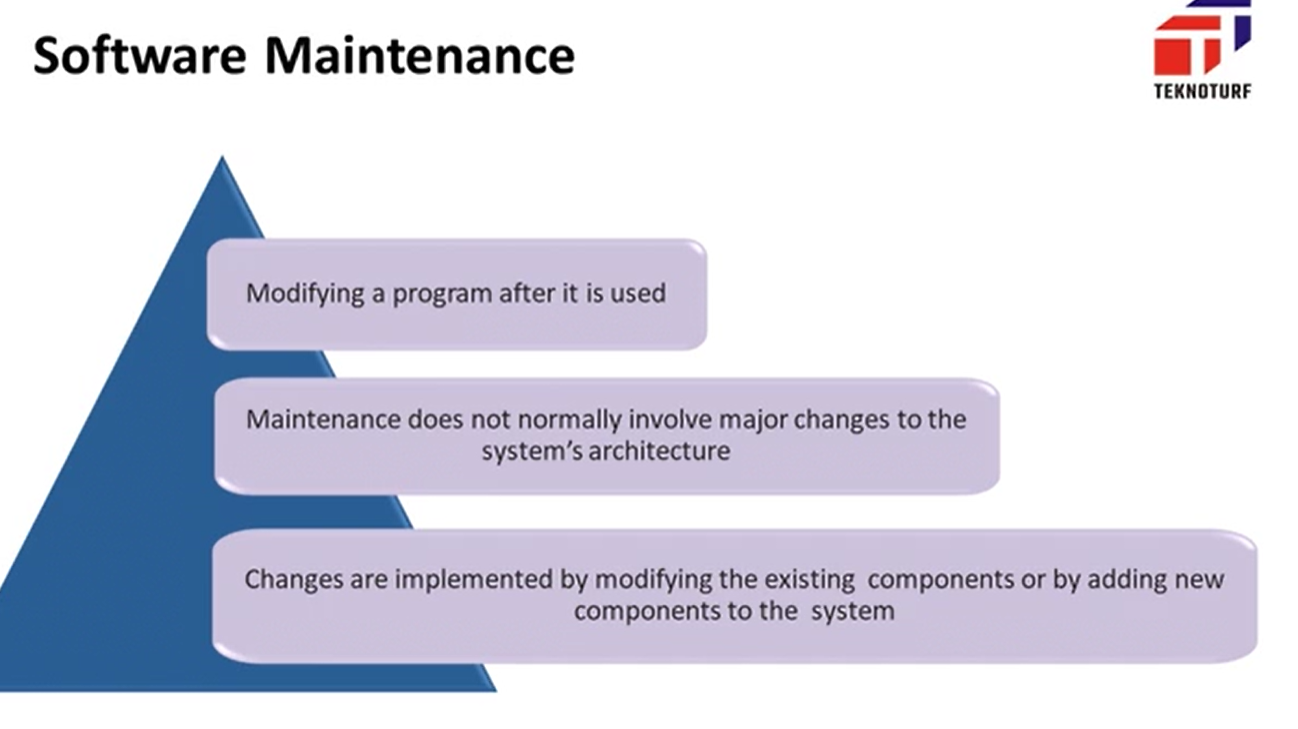 Software Maintenance
TEKNOTURF
Modifying a program after it is used
Maintenance does not normally involve major changes to the
system's architecture
Changes are implemented by modifying the existing components or by adding new
components to the system